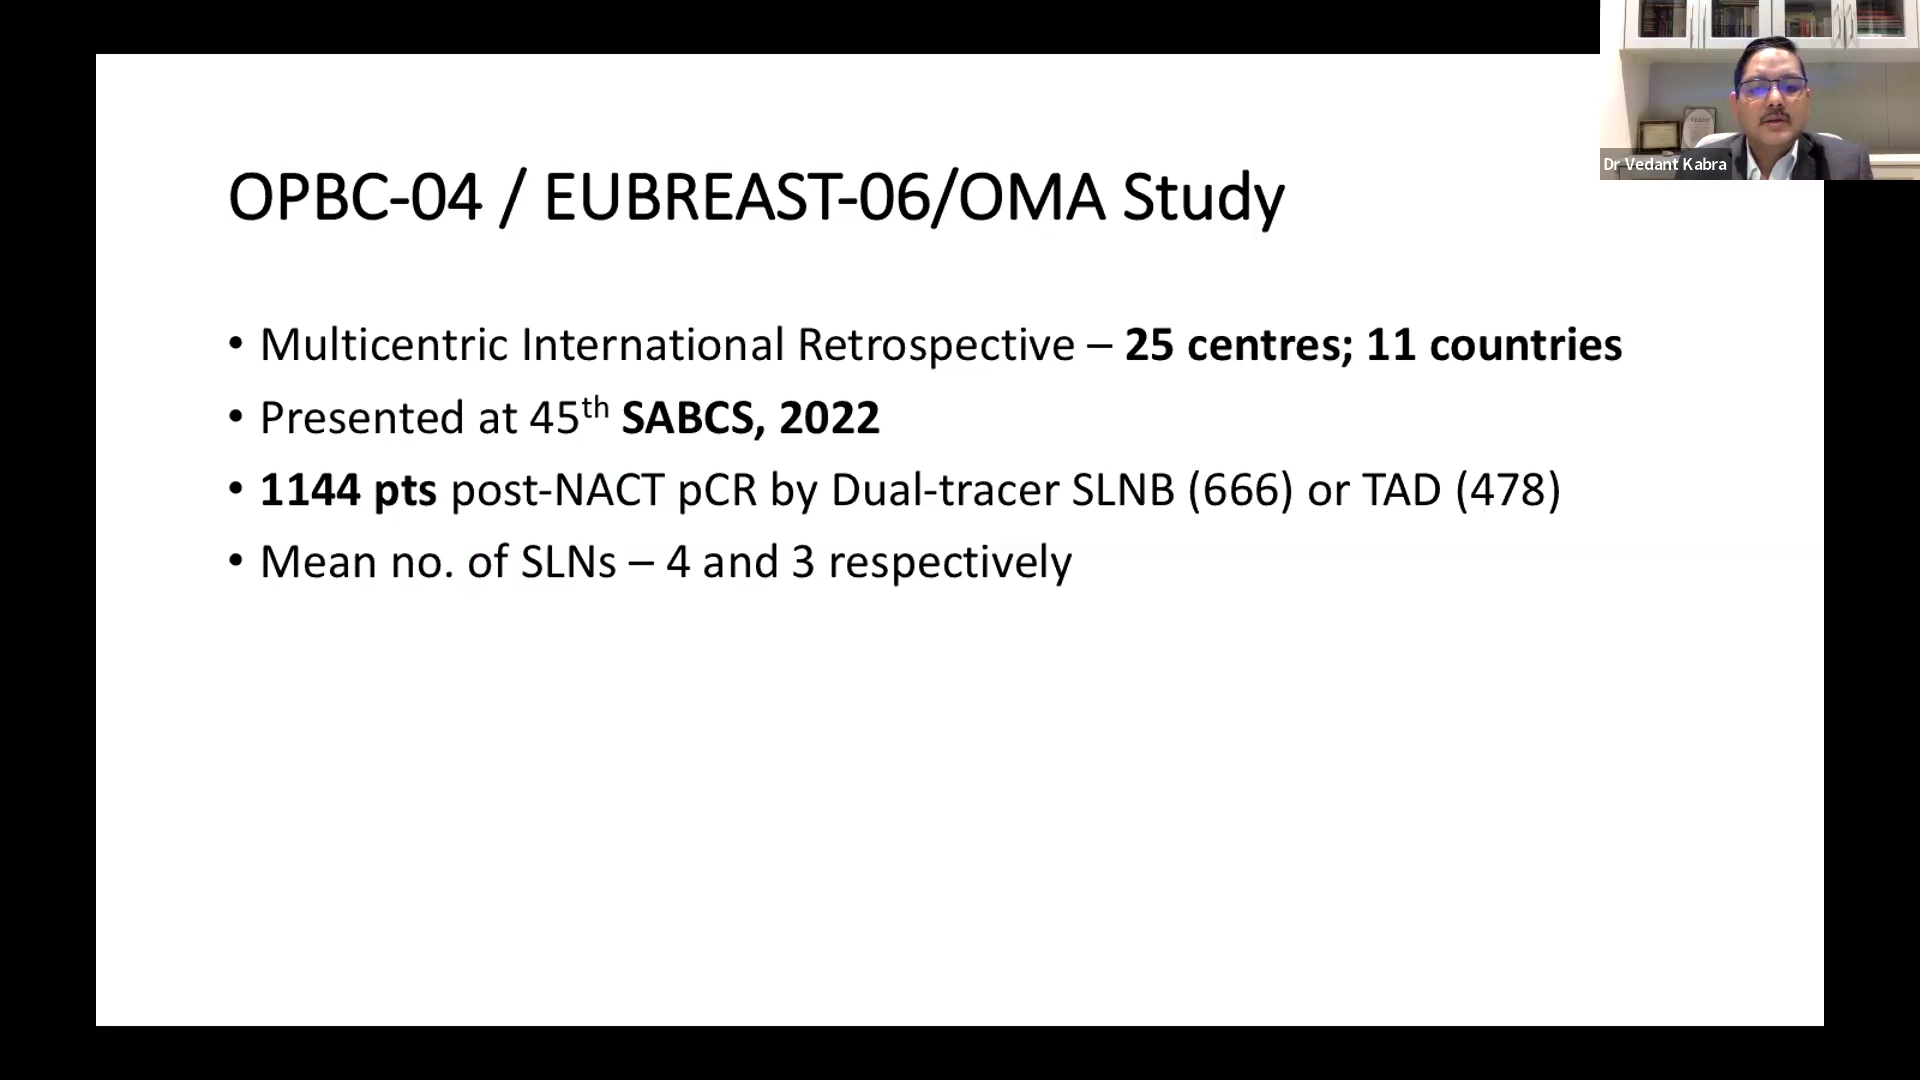 OPBC-04 / EUBREAST-06/OMA Study
• Multicentric International Retrospective – 25 centres; 11 countries
• Presented at 45th SABCS, 2022
• 1144 pts post-NACT pCR by Dual-tracer SLNB (666) or TAD (478)
• Mean no. of SLNs – 4 and 3 respectively
Dr Vedant Kabra